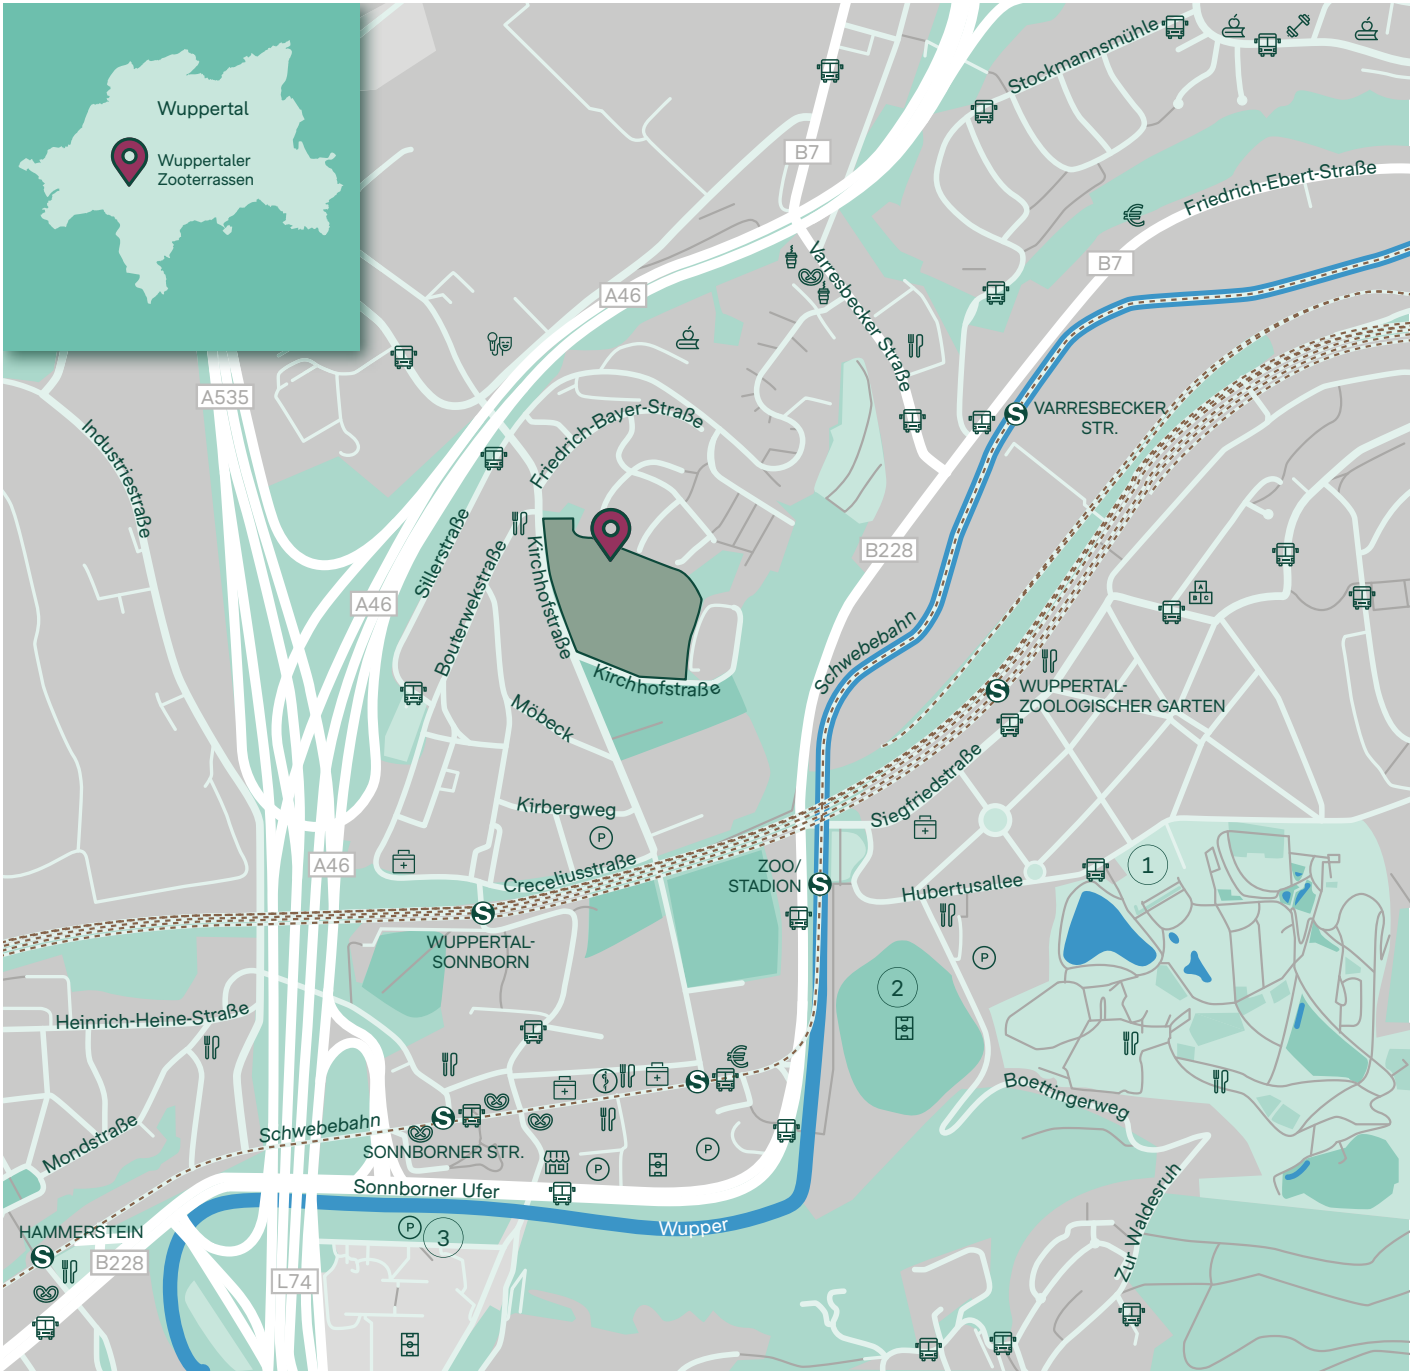 Wuppertal
Wuppertaler
Zooterrassen
Stockmannsmühle
B7
Friedrich-Ebert-Straße
B7
Varresbecker Straße
A46
A535
Industriestraße
Friedrich-Bayer-Straße
S
VARRESBECKER
STR.
Sillerstraße
Bouterwekstraße
Kirchhofstraße
B228
A46
A
B C
Schwebebahn
S
WUPPERTAL-
ZOOLOGISCHER GARTEN
Kirchhofstraße
Möbeck
Siegfriedstraße
Kirbergweg
P
A46
Creceliusstraße
ZOO/
STADION
S
Hubertusallee
1
S
WUPPERTAL-
SONNBORN
P
2
Heinrich-Heine-Straße
S
Boettingerweg
Mondstraße
Schwebebahn
S
SONNBORNER STR.
P
P
Sonnborner Ufer
Zur Waldesruh
Wupper
P
3
HAMMERSTEIN
S
B228
L74